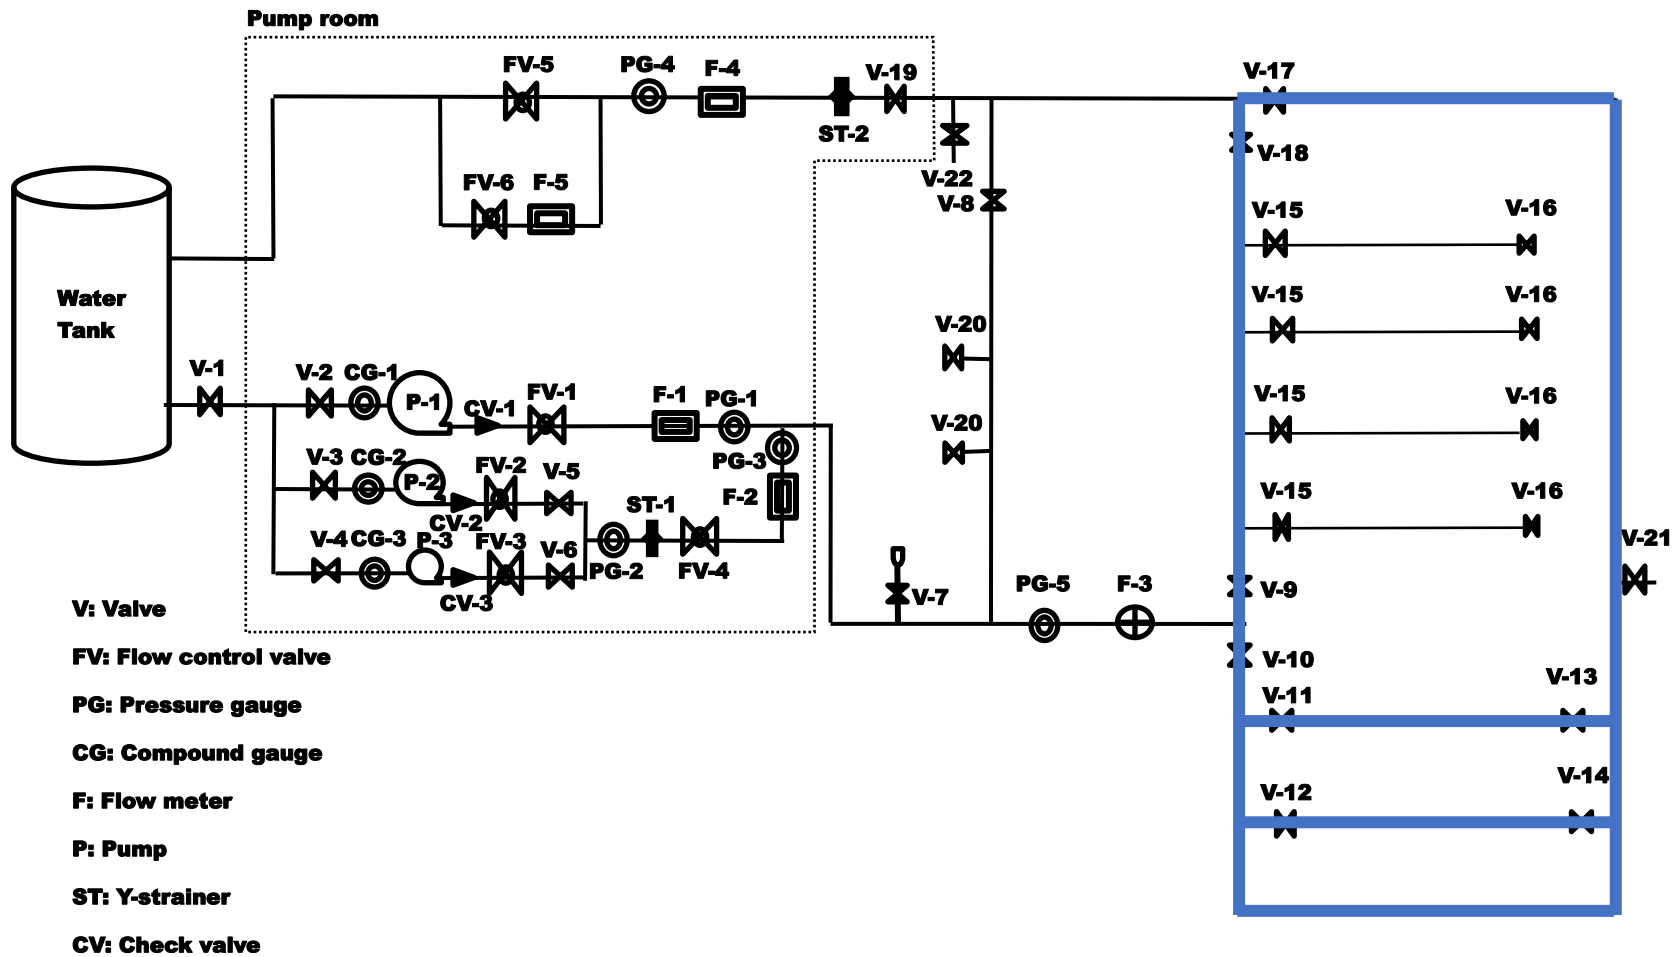 Pump room
FV-5
PG-4
F-4
V-19
V-17
ST-2
V-18
V-22
V-8
FV-6
F-5
V-15
V-16
Water
Tank
V-15
V-16
V-20
V-1
V-2
CG-1
P-1
CV-1
FV-1
F-1
PG-1
V-15
V-16
V-20
V-3
CG-2
P-2
FV-2
V-5
PG-3
F-2
ST-1
V-15
V-16
CV-2
V-4
CG-3
P-3
FV-3
V-6
PG-2
FV-4
V-21
CV-3
V-7
PG-5
F-3
V-9
V: Valve
FV: Flow control valve
V-10
V-11
V-13
PG: Pressure gauge
CG: Compound gauge
V-12
V-14
F: Flow meter
P: Pump
ST: Y-strainer
CV: Check valve